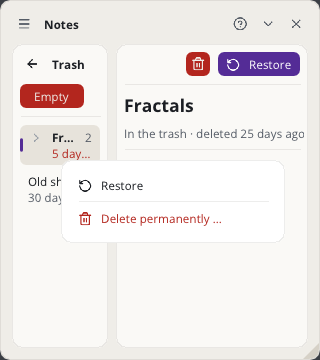 Notes
Trash
Restore
Empty
Fractals
Fr... 2
In the trash · deleted 25 days ago
5 day...
Old sh
30 day
Restore
Delete permanently ...